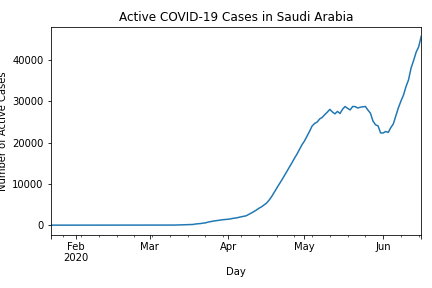 Active COVID-19 Cases in Saudi Arabia
Number of Active Cases
40000
30000
20000
10000
0
Feb
2020
Mar
Apr
May
Jun
Day